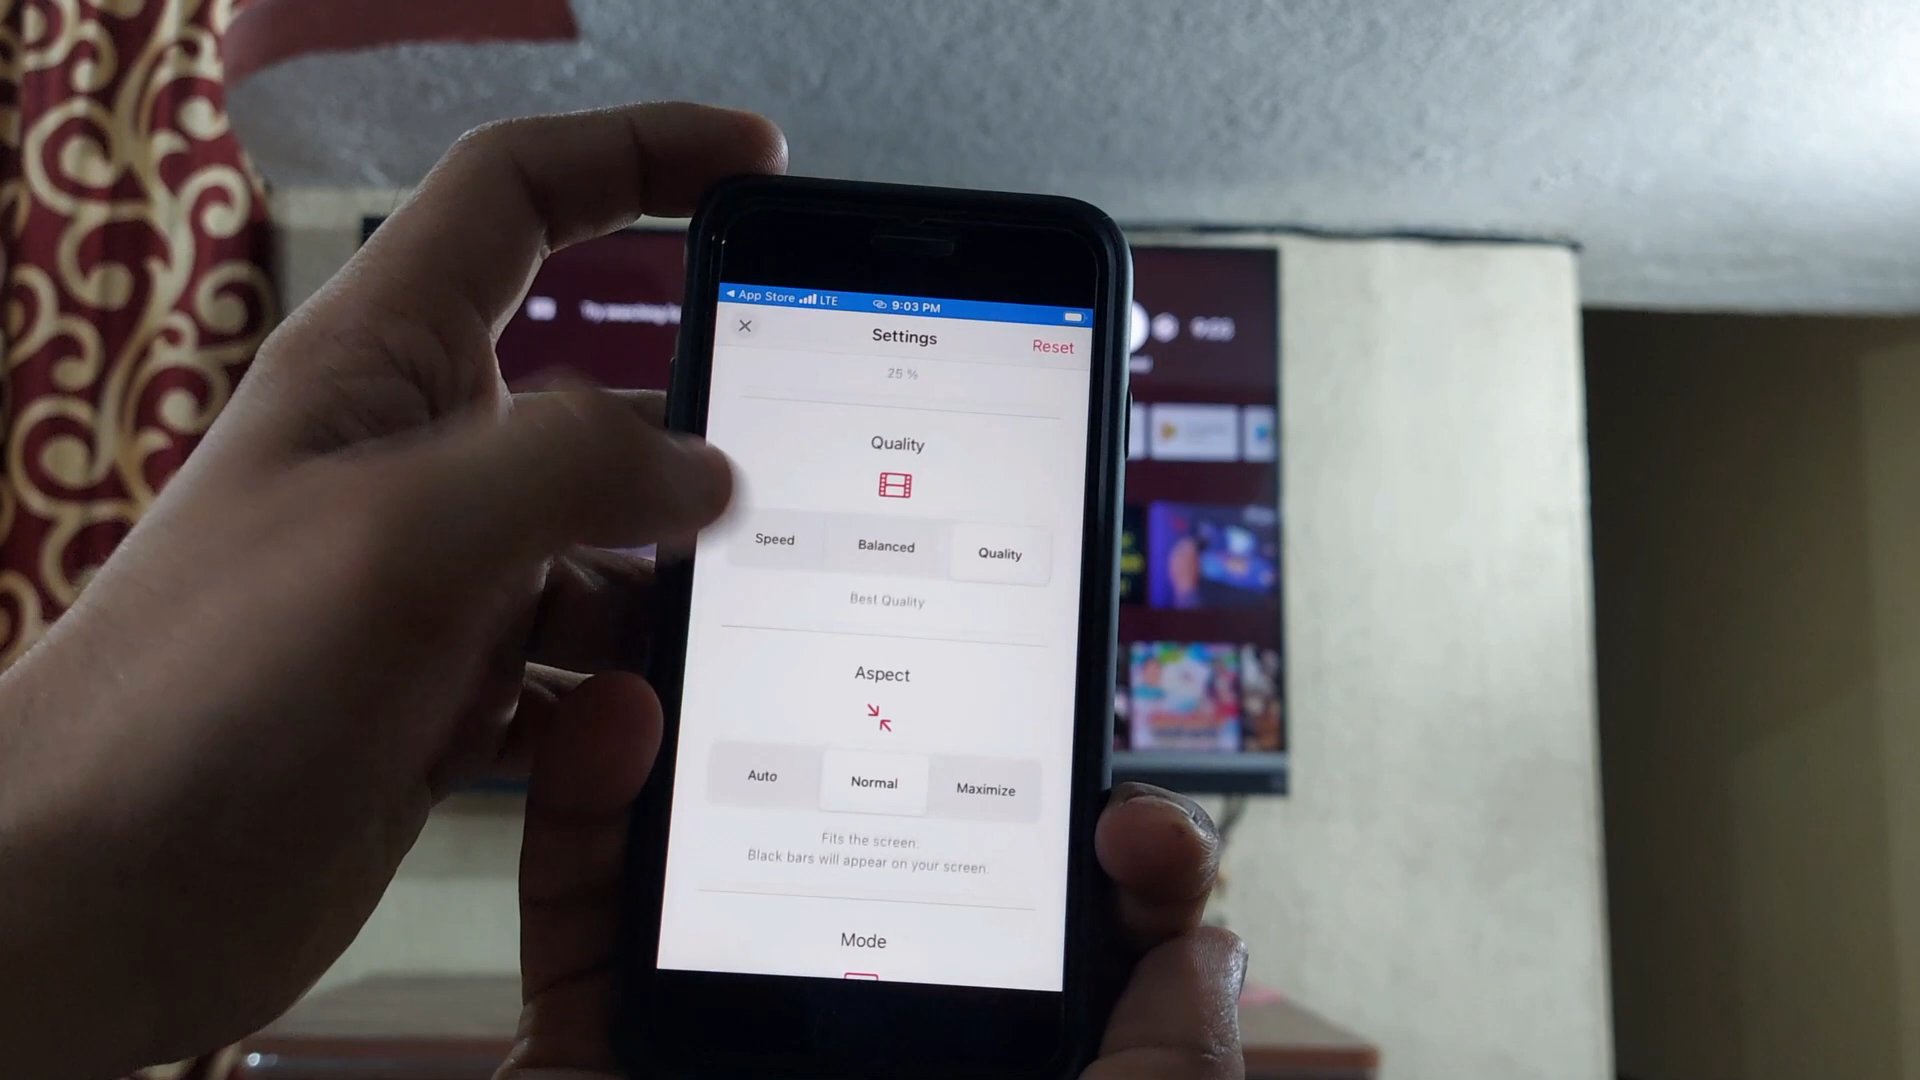 App Store LTE 9:03 PM
Settings
Reset
25 %
Quality
Speed Balanced Quality
Best Quality
Aspect
Auto Normal Maximize
Fits the screen.
Black bars will appear on your screen.
Mode